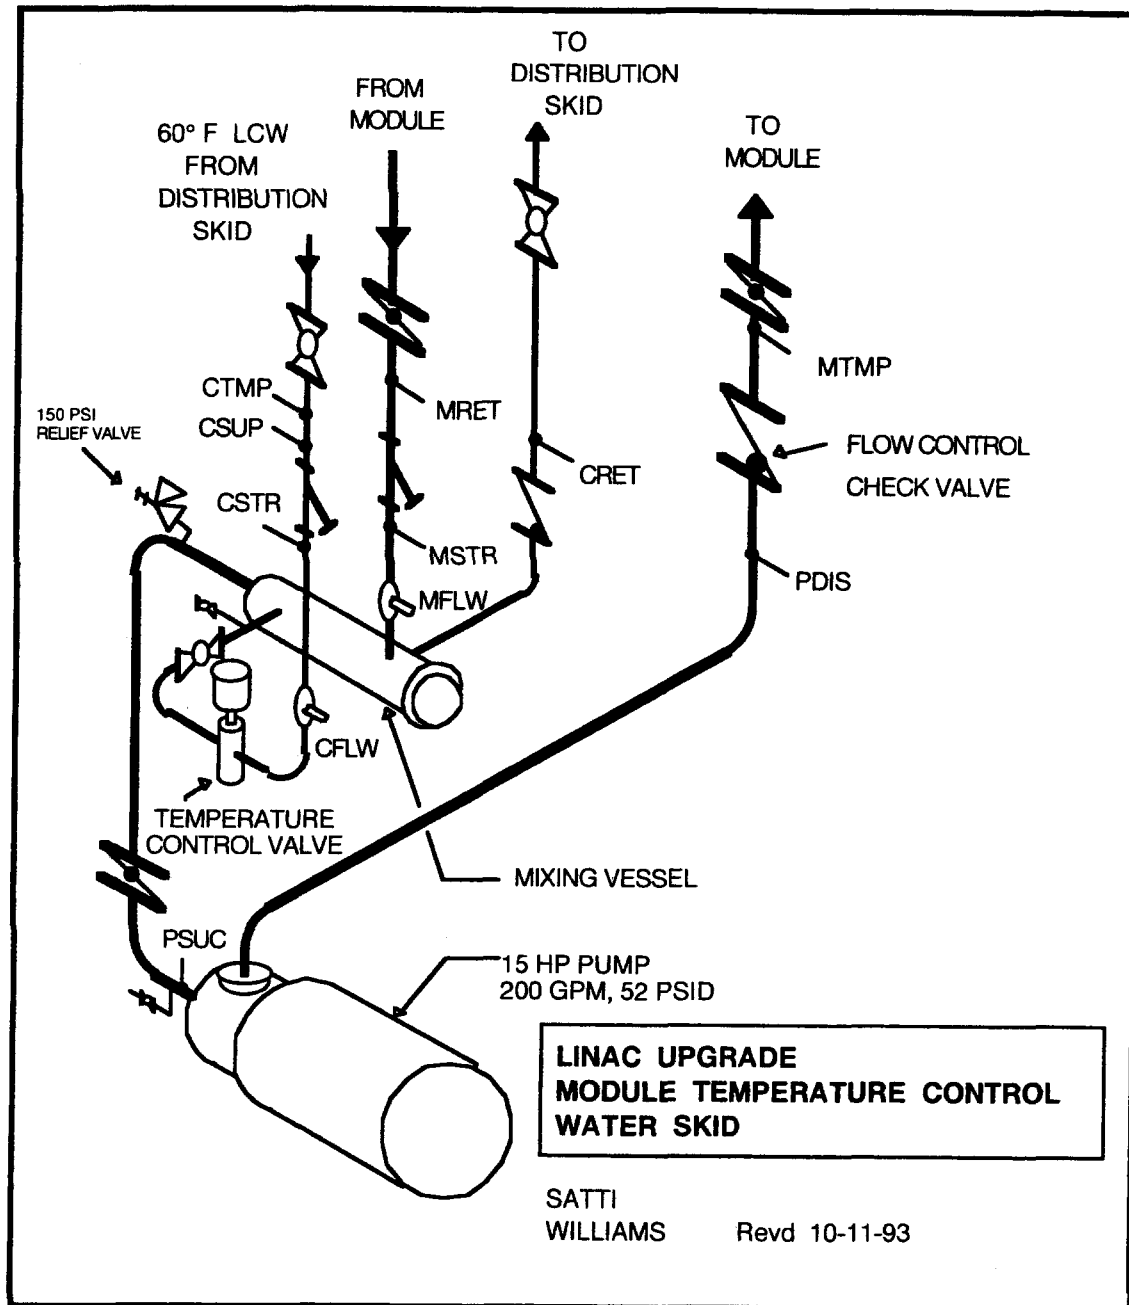 TO
DISTRIBUTION
SKID
FROM
MODULE
60° F LCW
FROM
DISTRIBUTION
SKID
TO
MODULE
MTMP
CTMP
MRET
CSUP
150 PSI
RELIEF VALVE
FLOW CONTROL
CHECK VALVE
CRET
CSTR
MSTR
PDIS
MFLW
CFLW
TEMPERATURE
CONTROL VALVE
MIXING VESSEL
PSUC
15 HP PUMP
200 GPM, 52 PSID
LINAC UPGRADE
MODULE TEMPERATURE CONTROL
WATER SKID
SATTI
WILLIAMS Revd 10-11-93